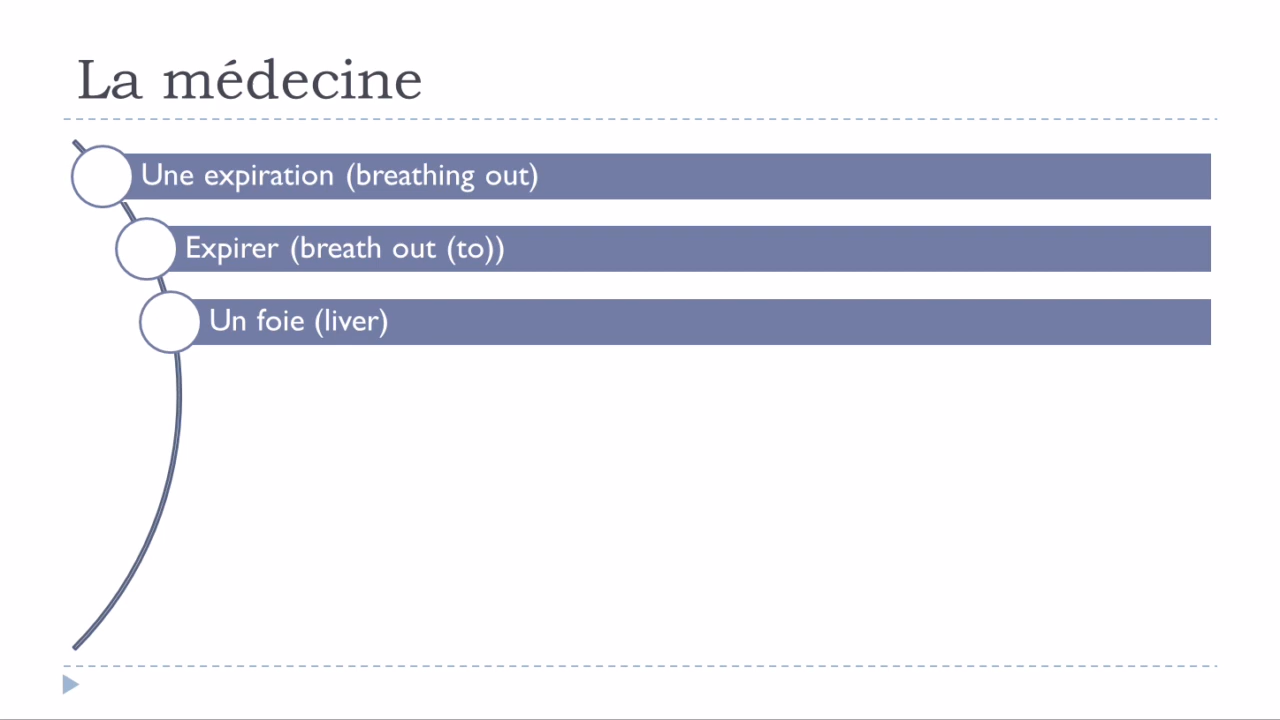 La médecine
Une expiration (breathing out)
Expirer (breath out (to))
Un foie (liver)